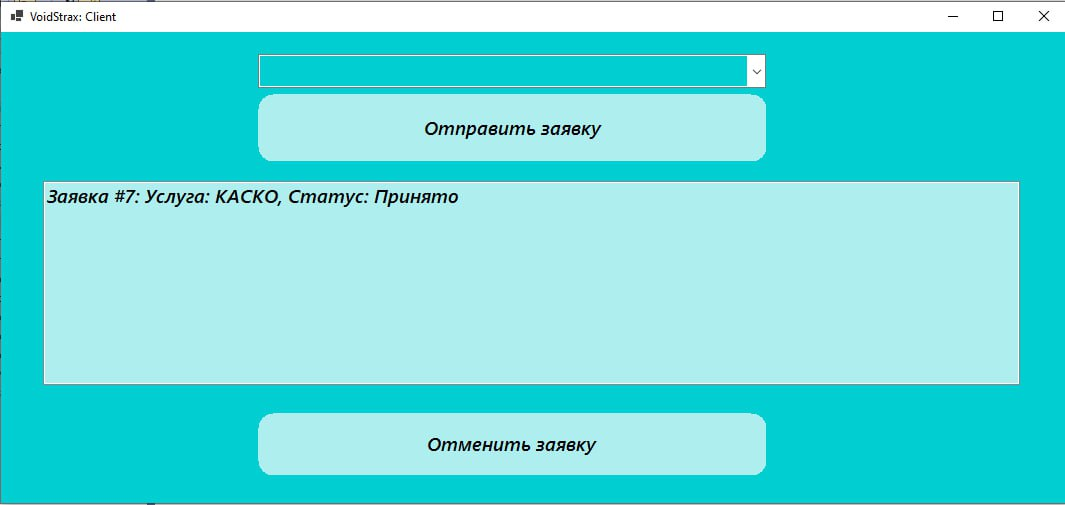 VoidStrax: Client
Отправить заявку
Заявка #7: Услуга: КАСКО, Статус: Принято
Отменить заявку